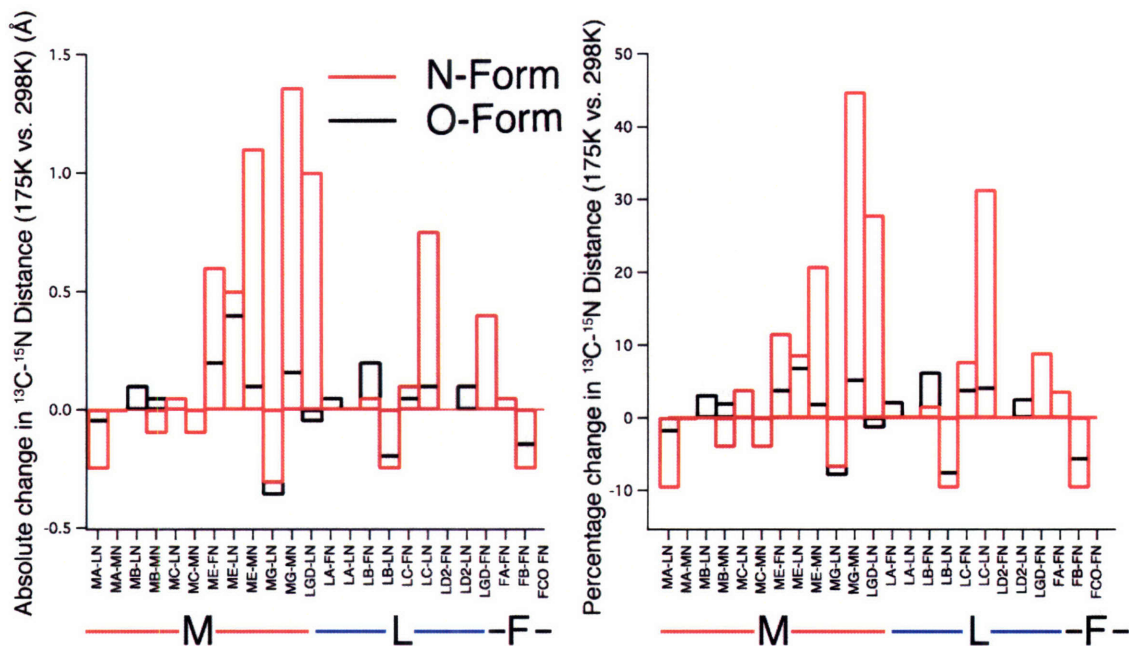 Absolute change in ¹³C-¹⁵N Distance (175K vs. 298K) (Å)
1.5
1.0
0.5
0.0
-0.5
N-Form
O-Form
MA-LN
MA-MN
MB-LN
MB-MN
MC-LN
MC-MN
ME-FN
ME-LN
ME-MN
MG-LN
MG-MN
LGD-LN
LA-FN
LA-LN
LB-FN
LB-LN
LC-FN
LC-LN
LD2-FN
LD2-LN
LGD-FN
FA-FN
FB-FN
FCO FN
M
L
-F-
Percentage change in ¹³C-¹⁵N Distance (175K vs. 298K)
50
40
30
20
10
0
-10
MA-LN
MA-MN
MB-LN
MB-MN
MC-LN
MC-MN
ME-FN
ME-LN
ME-MN
MG-LN
MG-MN
LGD-LN
LA-FN
LA-LN
LB-FN
LB-LN
LC-FN
LC-LN
LD2-FN
LD2-LN
LGD-FN
FA-FN
FB-FN
FCO-FN
M
L
-F-